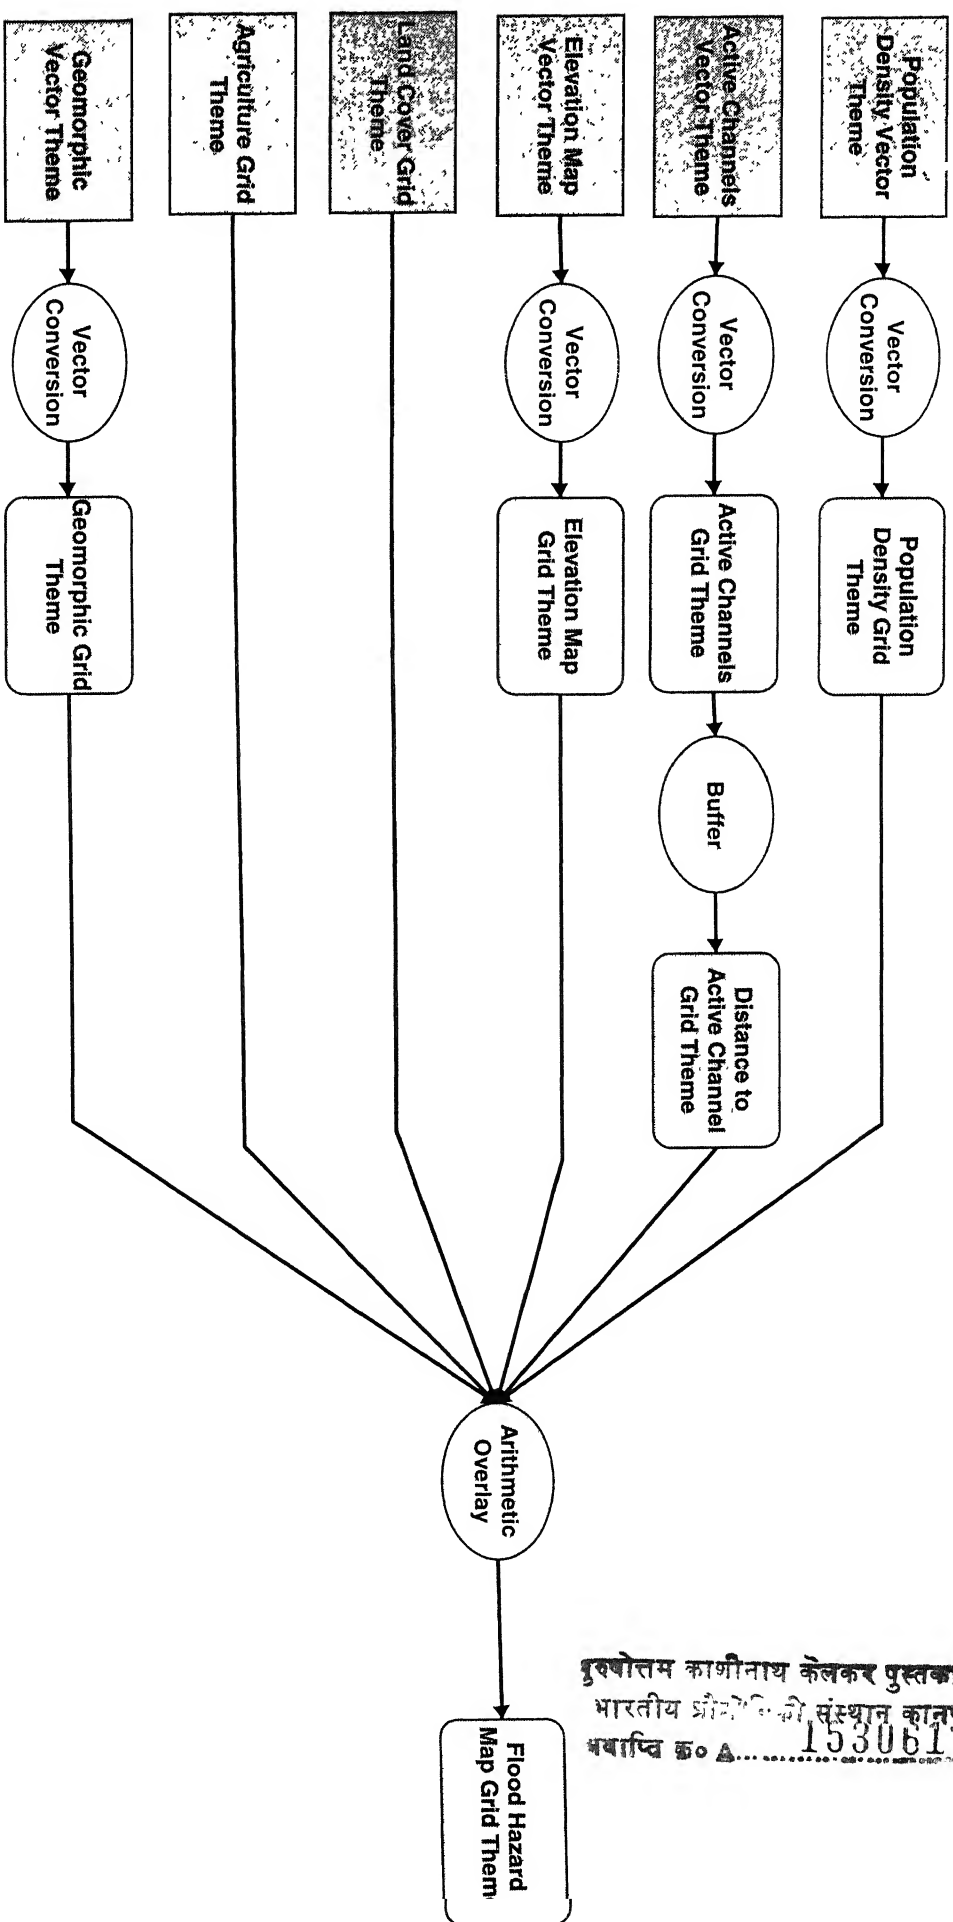 Population
Density Vector
Theme
Vector
Conversion
Population
Density Grid
Theme
Active Channels
Vector Theme
Vector
Conversion
Active Channels
Grid Theme
Buffer
Distance to
Active Channel
Grid Theme
Elevation Map
Vector Theme
Vector
Conversion
Elevation Map
Grid Theme
Land Cover Grid
Theme
Agriculture Grid
Theme
Geomorphic
Vector Theme
Vector
Conversion
Geomorphic Grid
Theme
Arithmetic
Overlay
Flood Hazard
Map Grid Them
पुरुषोत्तम काशीनाथ केलकर पुस्तका
भारतीय संस्थान कानपु
अवाप्ति क्र० A 153061